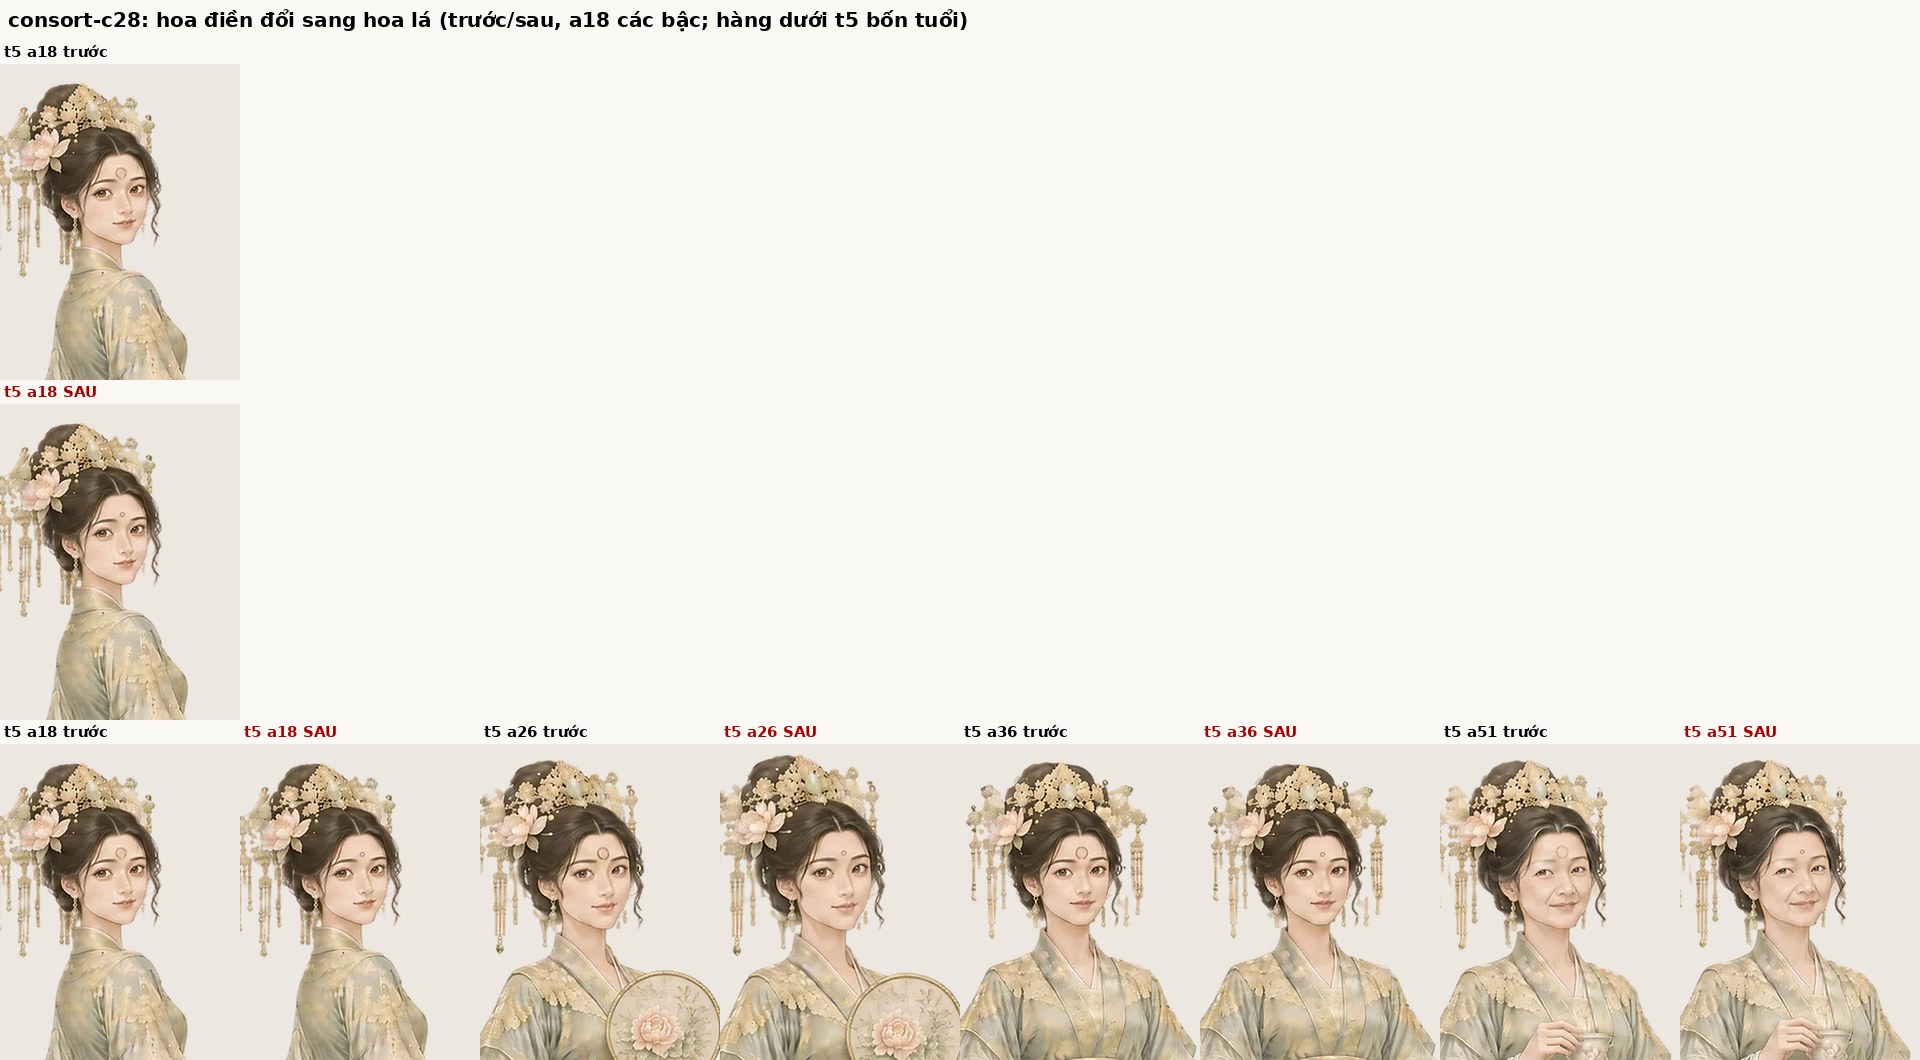 consort-c28: hoa điền đổi sang hoa lá (trước/sau, a18 các bậc; hàng dưới t5 bốn tuổi)
t5 a18 trước
t5 a18 SAU
t5 a18 trước
t5 a18 SAU
t5 a26 trước
t5 a26 SAU
t5 a36 trước
t5 a36 SAU
t5 a51 trước
t5 a51 SAU